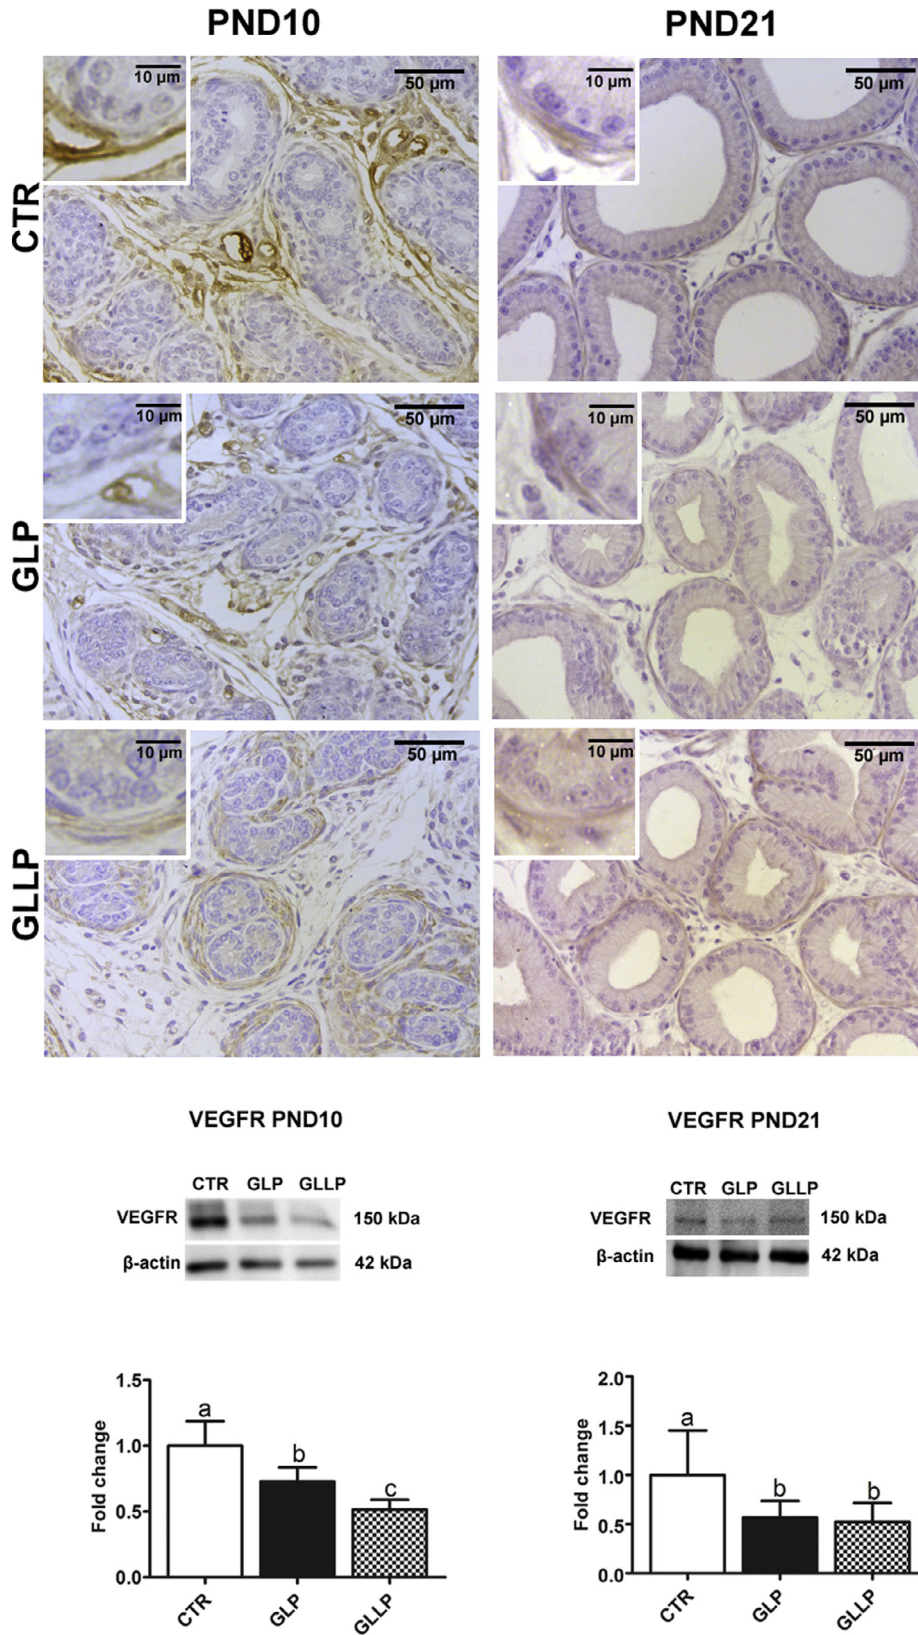 PND10 PND21
CTR
10 µm 50 µm 10 µm 50 µm
GLP
10 µm 50 µm 10 µm 50 µm
GLLP
10 µm 50 µm 10 µm 50 µm
VEGFR PND10
CTR GLP GLLP
VEGFR 150 kDa
β-actin 42 kDa
Fold change
1.5
1.0
0.5
0.0
a b c
CTR GLP GLLP
VEGFR PND21
CTR GLP GLLP
VEGFR 150 kDa
β-actin 42 kDa
Fold change
2.0
1.5
1.0
0.5
0.0
a b b
CTR GLP GLLP